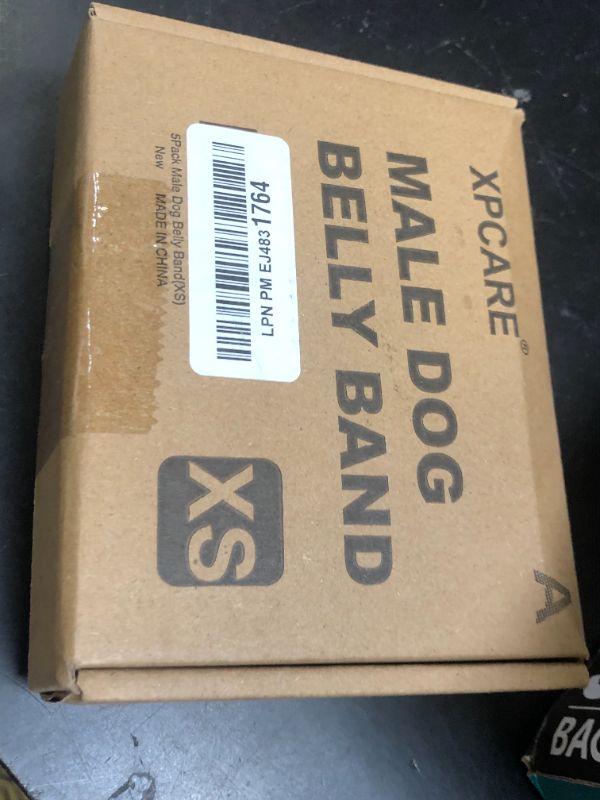 XPCARE®
MALE DOG
BELLY BAND
LPN PM EJ483 1764
5Pack Male Dog Belly Band(XS)
New MADE IN CHINA
XS
A